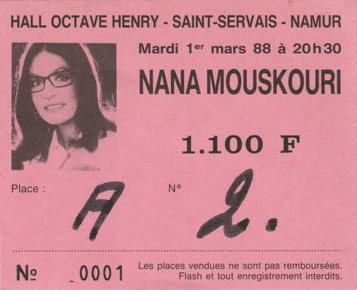 HALL OCTAVE HENRY - SAINT-SERVAIS - NAMUR
Mardi 1er mars 88 à 20h30
NANA MOUSKOURI
1.100 F
Place : A N° 2.
No .0001
Les places vendues ne sont pas remboursées.
Flash et tout enregistrement interdits.